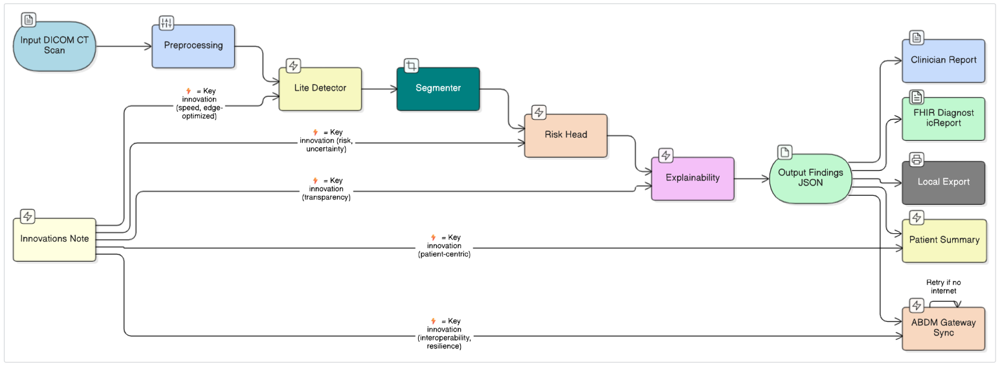 Input DICOM CT
Scan
Preprocessing
Lite Detector
Segmenter
Risk Head
Explainability
Output Findings
JSON
Clinician Report
FHIR Diagnost
icReport
Local Export
Patient Summary
Retry if no
internet
ABDM Gateway
Sync
Innovations Note
⚡ = Key
innovation
(speed, edge-
optimized)
⚡ = Key
innovation (risk,
uncertainty)
⚡ = Key
innovation
(transparency)
⚡ = Key
innovation
(patient-centric)
⚡ = Key
innovation
(interoperability,
resilience)